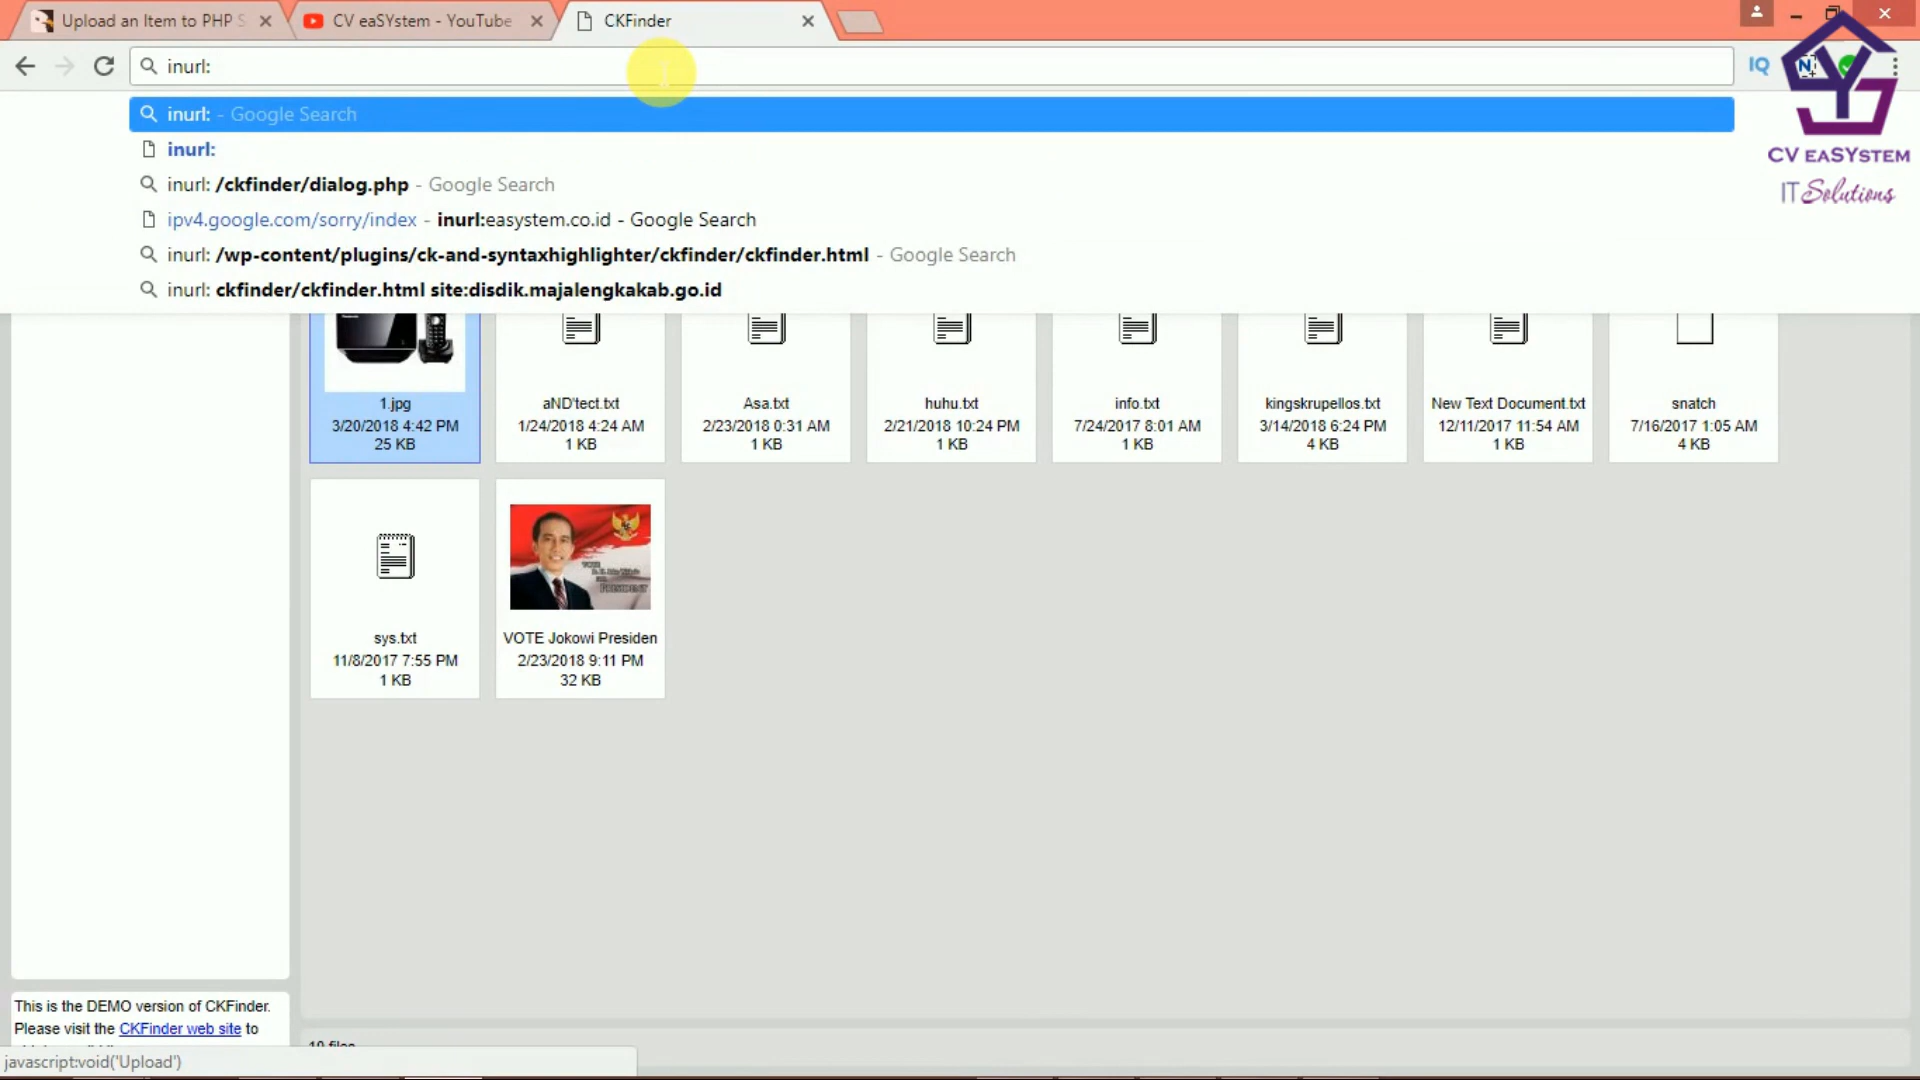 Upload an Item to PHP S
CV eaSYstem - YouTube
CKFinder
inurl:
IQ
N
inurl: - Google Search
inurl:
inurl: /ckfinder/dialog.php - Google Search
ipv4.google.com/sorry/index - inurl:easystem.co.id - Google Search
inurl: /wp-content/plugins/ck-and-syntaxhighlighter/ckfinder/ckfinder.html - Google Search
inurl: ckfinder/ckfinder.html site:disdik.majalengkakab.go.id
CV eaSYstem
IT Solutions
1.jpg
3/20/2018 4:42 PM
25 KB
aND'tect.txt
1/24/2018 4:24 AM
1 KB
Asa.txt
2/23/2018 0:31 AM
1 KB
huhu.txt
2/21/2018 10:24 PM
1 KB
info.txt
7/24/2017 8:01 AM
1 KB
kingskrupellos.txt
3/14/2018 6:24 PM
4 KB
New Text Document.txt
12/11/2017 11:54 AM
1 KB
snatch
7/16/2017 1:05 AM
4 KB
sys.txt
11/8/2017 7:55 PM
1 KB
VOTE
PRESIDENT
VOTE Jokowi Presiden
2/23/2018 9:11 PM
32 KB
This is the DEMO version of CKFinder.
Please visit the CKFinder web site to
19 files
javascript:void('Upload')